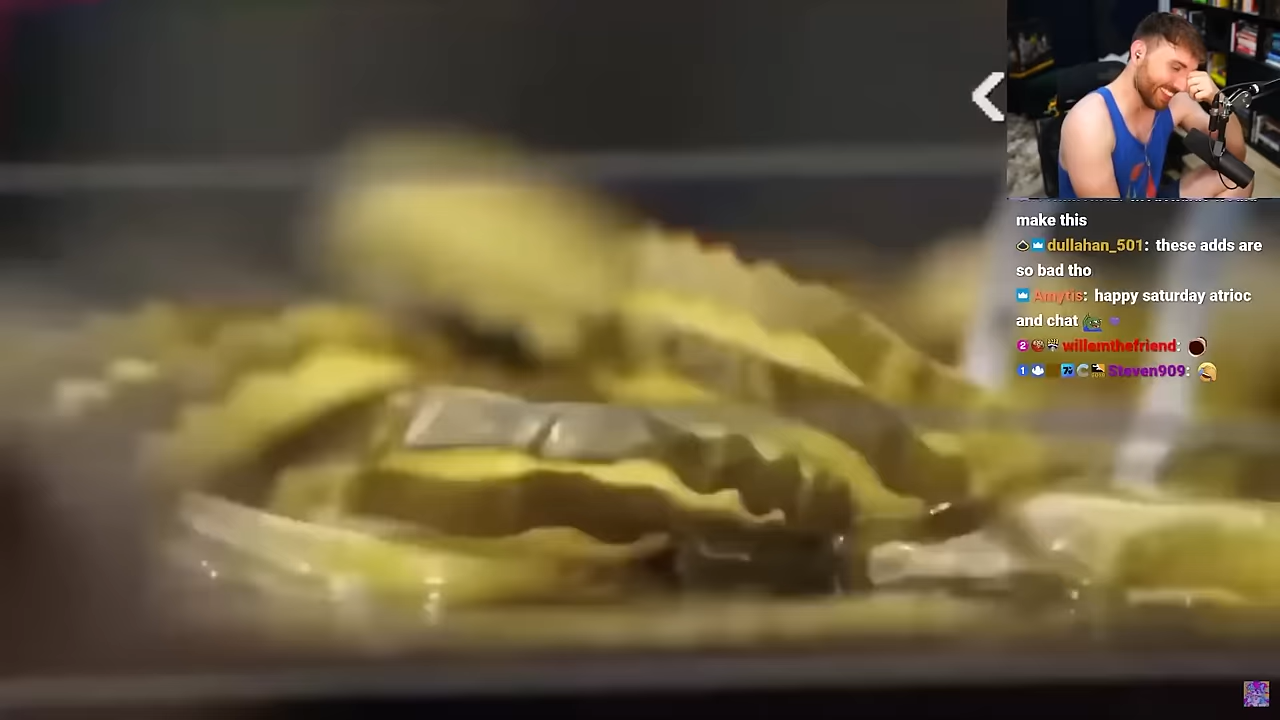 make this
dullahan_501: these adds are
so bad tho
Amytis: happy saturday atrioc
and chat
willemthefriend:
Steven909: